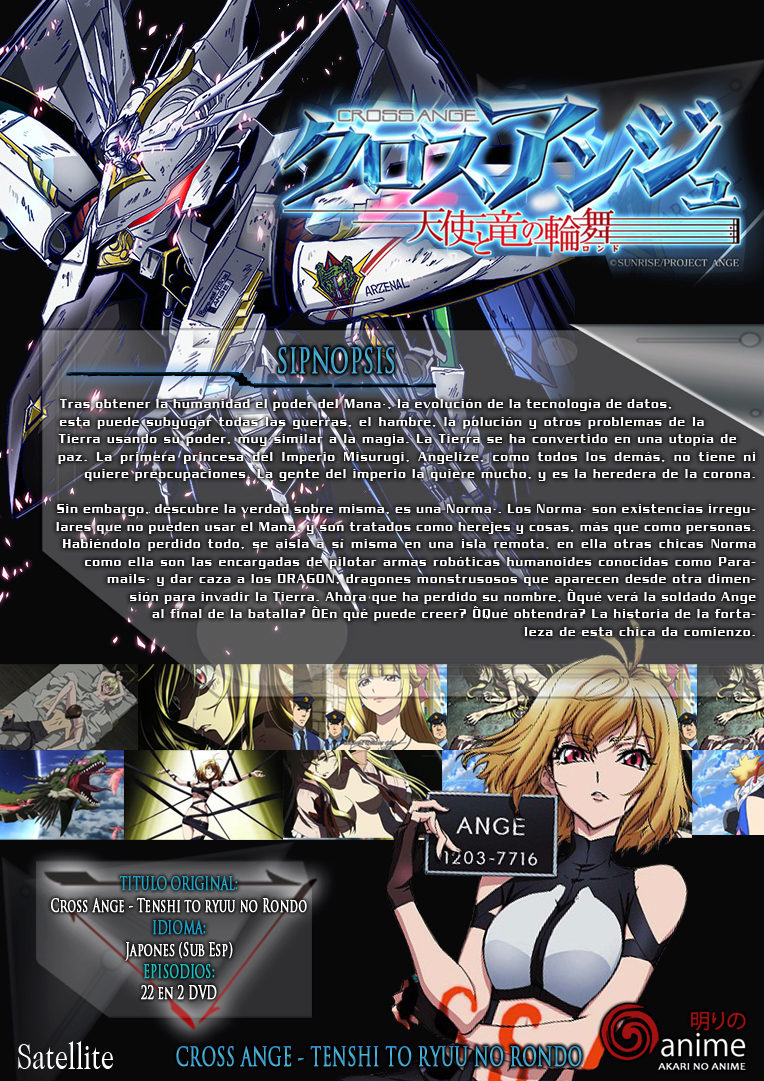 CROSS ANGE
クロスアンジュ
天使と竜の輪舞
ロンド
©SUNRISE/PROJECT ANGE
ARZENAL
SIPNOPSIS
Tras obtener la humanidad el poder del Mana·, la evolución de la tecnología de datos,
esta puede subyugar todas las guerras, el hambre, la polución y otros problemas de la
Tierra usando su poder, muy similar a la magia. La Tierra se ha convertido en una utopía de
paz. La primera princesa del Imperio Misurugi, Angelize, como todos los demás, no tiene ni
quiere preocupaciones. La gente del imperio la quiere mucho, y es la heredera de la corona.
Sin embargo, descubre la verdad sobre misma, es una Norma·. Los Norma· son existencias irregu-
lares que no pueden usar el Mana, y son tratados como herejes y cosas, más que como personas.
Habiéndolo perdido todo, se aísla a sí misma en una isla remota, en ella otras chicas Norma
como ella son las encargadas de pilotar armas robóticas humanoides conocidas como Para-
mails· y dar caza a los DRAGON, dragones monstrusosos que aparecen desde otra dimen-
sión para invadir la Tierra. Ahora que ha perdido su nombre, Òqué verá la soldado Ange
al final de la batalla? ÒEn qué puede creer? ÒQué obtendrá? La historia de la forta-
leza de esta chica da comienzo.
ANGE
1203-7716
TITULO ORIGINAL:
CROSS ANGE - TENSHI TO RYUU NO RONDO
IDIOMA:
JAPONES (SUB ESP)
EPISODIOS:
22 EN 2 DVD
Satellite
CROSS ANGE - TENSHI TO RYUU NO RONDO
明りの
anime
AKARI NO ANIME